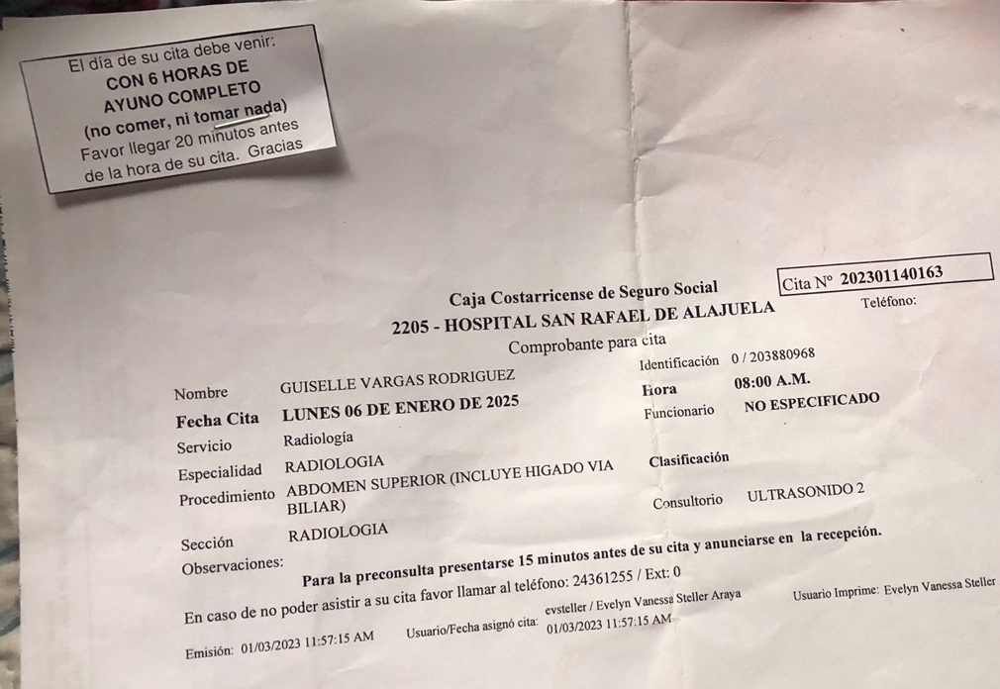 El día de su cita debe venir:
CON 6 HORAS DE
AYUNO COMPLETO
(no comer, ni tomar nada)
Favor llegar 20 minutos antes
de la hora de su cita. Gracias
Cita Nº 202301140163
Teléfono:
Caja Costarricense de Seguro Social
2205 - HOSPITAL SAN RAFAEL DE ALAJUELA
Comprobante para cita
Nombre GUISELLE VARGAS RODRIGUEZ Identificación 0 / 203880968
Fecha Cita LUNES 06 DE ENERO DE 2025 Hora 08:00 A.M.
Servicio Radiología Funcionario NO ESPECIFICADO
Especialidad RADIOLOGIA
Procedimiento ABDOMEN SUPERIOR (INCLUYE HIGADO VIA Clasificación
BILIAR)
Sección RADIOLOGIA Consultorio ULTRASONIDO 2
Observaciones:
Para la preconsulta presentarse 15 minutos antes de su cita y anunciarse en la recepción.
En caso de no poder asistir a su cita favor llamar al teléfono: 24361255 / Ext: 0
Emisión: 01/03/2023 11:57:15 AM Usuario/Fecha asignó cita: evsteller / Evelyn Vanessa Steller Araya Usuario Imprime: Evelyn Vanessa Steller
01/03/2023 11:57:15 AM